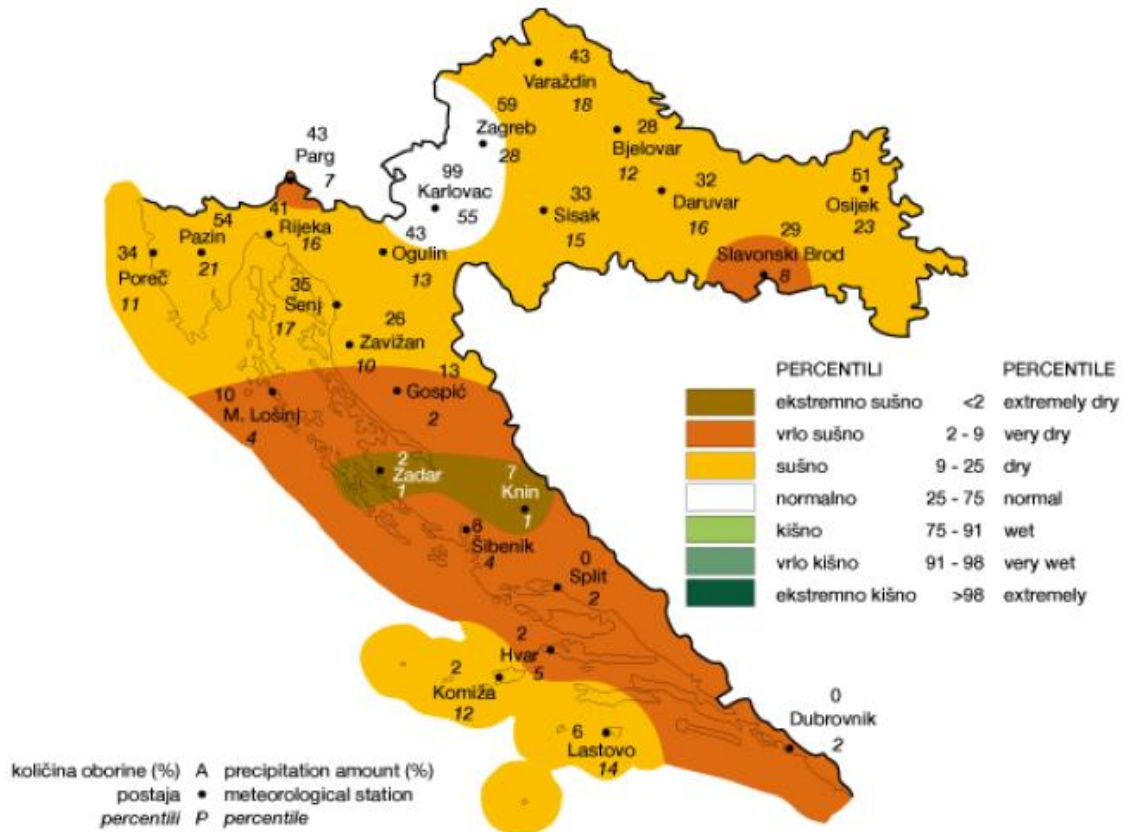 43
Varaždin
18
59
Zagreb
28
28
Bjelovar
12
43
Parg
7
99
Karlovac
55
32
Daruvar
16
51
Osijek
23
33
Sisak
15
54
Pazin
21
41
Rijeka
16
43
Ogulin
13
34
Poreč
11
29
Slavonski Brod
8
35
Senj
17
26
Zavižan
10
13
Gospić
2
10
M. Lošinj
4
2
Zadar
1
7
Knin
1
8
Šibenik
4
0
Split
2
2
Hvar
5
2
Komiža
12
6
Lastovo
14
0
Dubrovnik
2
PERCENTILI PERCENTILE
ekstremno sušno <2 extremely dry
vrlo sušno 2 - 9 very dry
sušno 9 - 25 dry
normalno 25 - 75 normal
kišno 75 - 91 wet
vrlo kišno 91 - 98 very wet
ekstremno kišno >98 extremely
količina oborine (%) A precipitation amount (%)
postaja • meteorological station
percentili P percentile